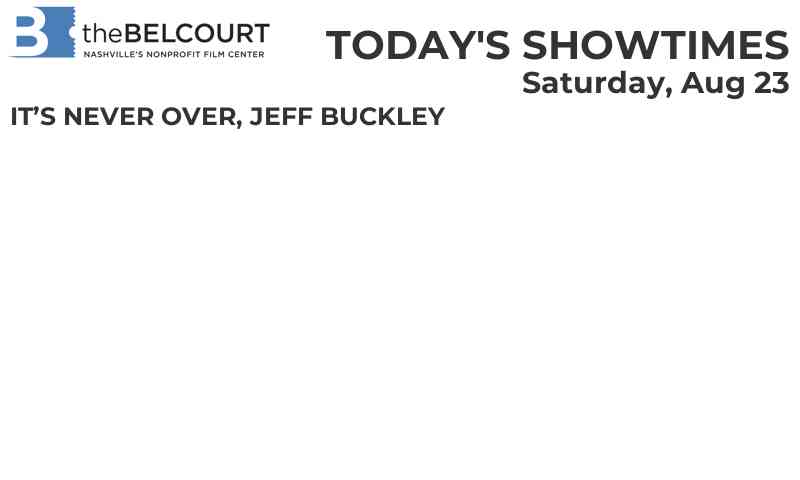 B theBELCOURT
NASHVILLE'S NONPROFIT FILM CENTER
TODAY'S SHOWTIMES
Saturday, Aug 23
IT’S NEVER OVER, JEFF BUCKLEY